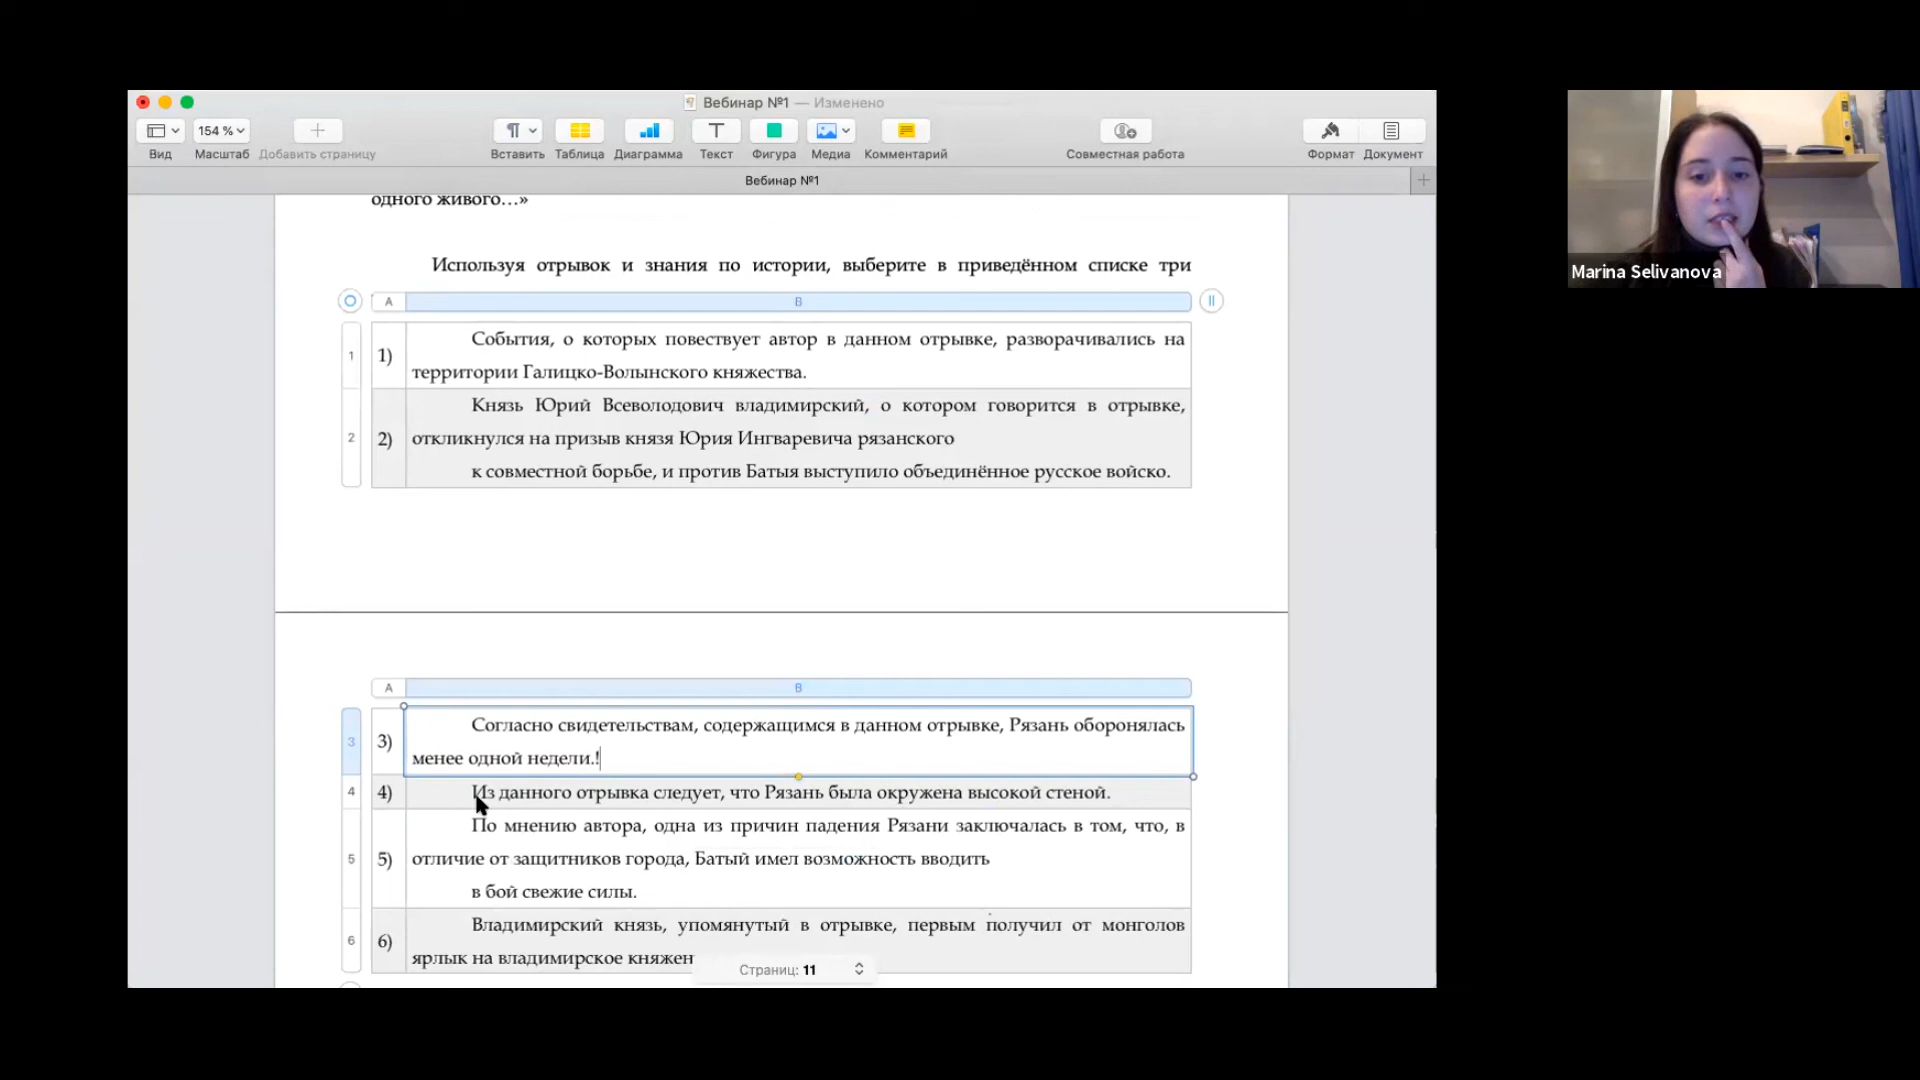 Вебинар №1 — Изменено
154 %
Вид
Масштаб
Добавить страницу
Вставить
Таблица
Диаграмма
Текст
Фигура
Медиа
Комментарий
Совместная работа
Формат
Документ
Вебинар №1
одного живого…»
Используя отрывок и знания по истории, выберите в приведённом списке три
A
B
1
1)
События, о которых повествует автор в данном отрывке, разворачивались на
территории Галицко-Волынского княжества.
2
2)
Князь Юрий Всеволодович владимирский, о котором говорится в отрывке,
откликнулся на призыв князя Юрия Ингваревича рязанского
к совместной борьбе, и против Батыя выступило объединённое русское войско.
A
B
3
3)
Согласно свидетельствам, содержащимся в данном отрывке, Рязань оборонялась
менее одной недели.!
4
4)
Из данного отрывка следует, что Рязань была окружена высокой стеной.
5
5)
По мнению автора, одна из причин падения Рязани заключалась в том, что, в
отличие от защитников города, Батый имел возможность вводить
в бой свежие силы.
6
6)
Владимирский князь, упомянутый в отрывке, первым получил от монголов
ярлык на владимирское княжен
Страниц: 11
Marina Selivanova